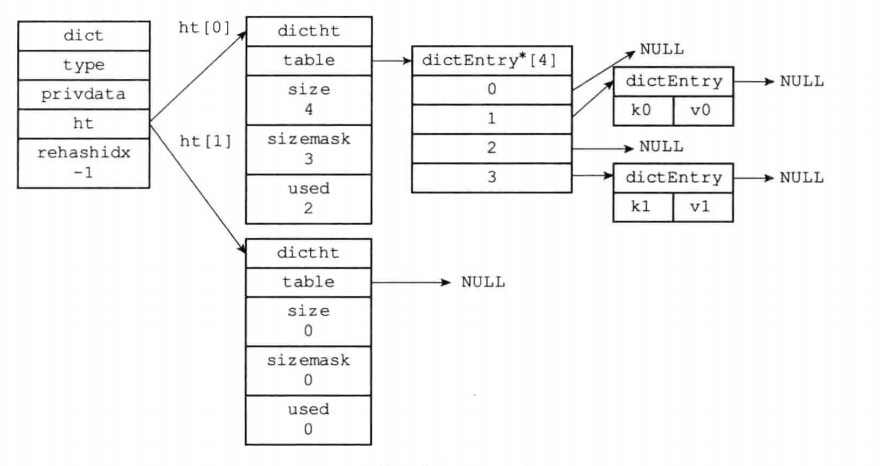 dict
type
privdata
ht
rehashidx
-1
ht[0]
ht[1]
dictht
table
size
4
sizemask
3
used
2
dictht
table
size
0
sizemask
0
used
0
NULL
dictEntry*[4]
0
1
2
3
NULL
dictEntry
k0 v0
NULL
NULL
dictEntry
k1 v1
NULL